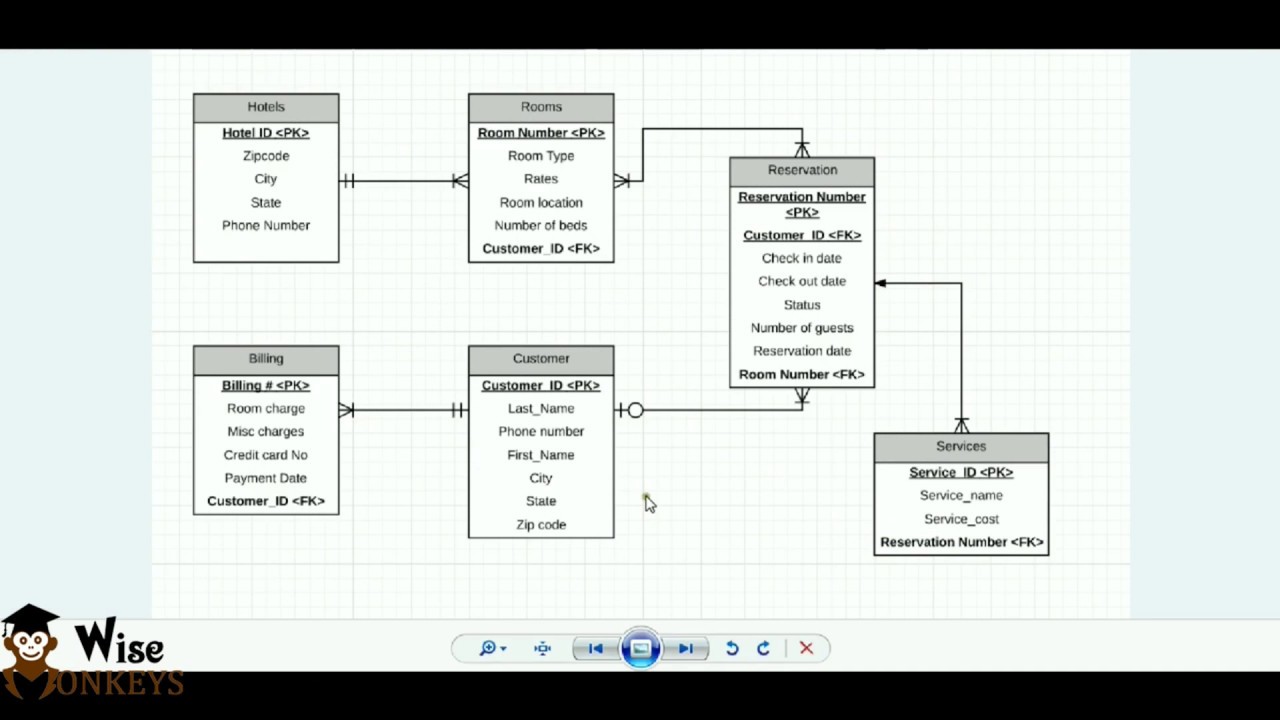 Hotels
Hotel ID <PK>
Zipcode
City
State
Phone Number
Rooms
Room Number <PK>
Room Type
Rates
Room location
Number of beds
Customer_ID <FK>
Reservation
Reservation Number
<PK>
Customer_ID <FK>
Check in date
Check out date
Status
Number of guests
Reservation date
Room Number <FK>
Billing
Billing # <PK>
Room charge
Misc charges
Credit card No
Payment Date
Customer_ID <FK>
Customer
Customer_ID <PK>
Last_Name
Phone number
First_Name
City
State
Zip code
Services
Service_ID <PK>
Service_name
Service_cost
Reservation Number <FK>
Wise
MONKEYS